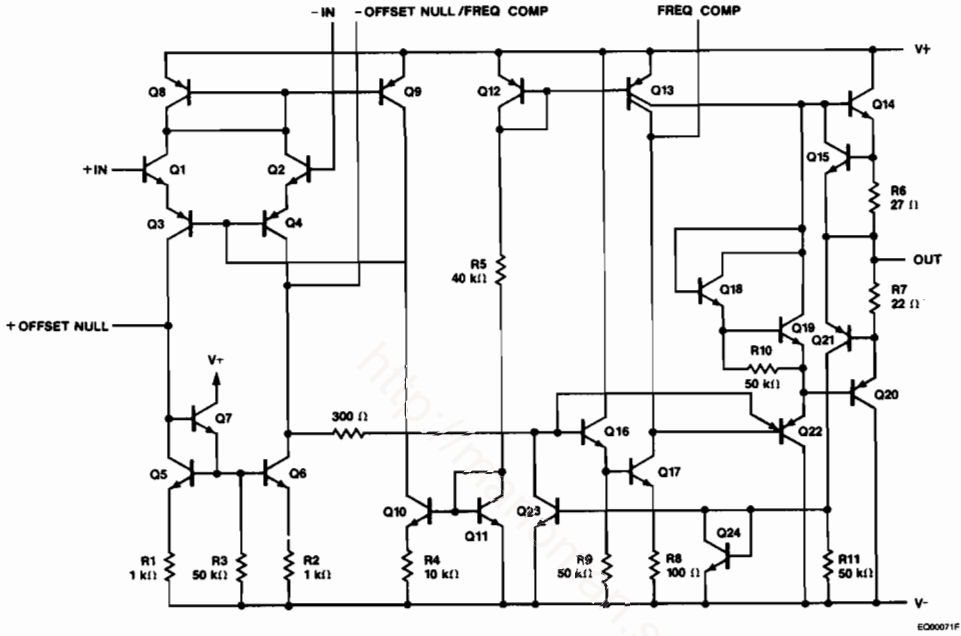 – IN
– OFFSET NULL /FREQ COMP
FREQ COMP
V+
Q8
Q9
Q12
Q13
Q14
Q1
Q2
Q15
+IN
R6
27 Ω
Q3
Q4
OUT
R5
40 kΩ
R7
22 Ω
Q18
+ OFFSET NULL
Q19
Q21
R10
50 kΩ
V+
Q20
Q7
300 Ω
Q16
Q22
Q5
Q6
Q17
Q10
Q11
Q23
Q24
R1
1 kΩ
R3
50 kΩ
R2
1 kΩ
R4
10 kΩ
R9
50 kΩ
R8
100 Ω
R11
50 kΩ
V–
EQ00071F